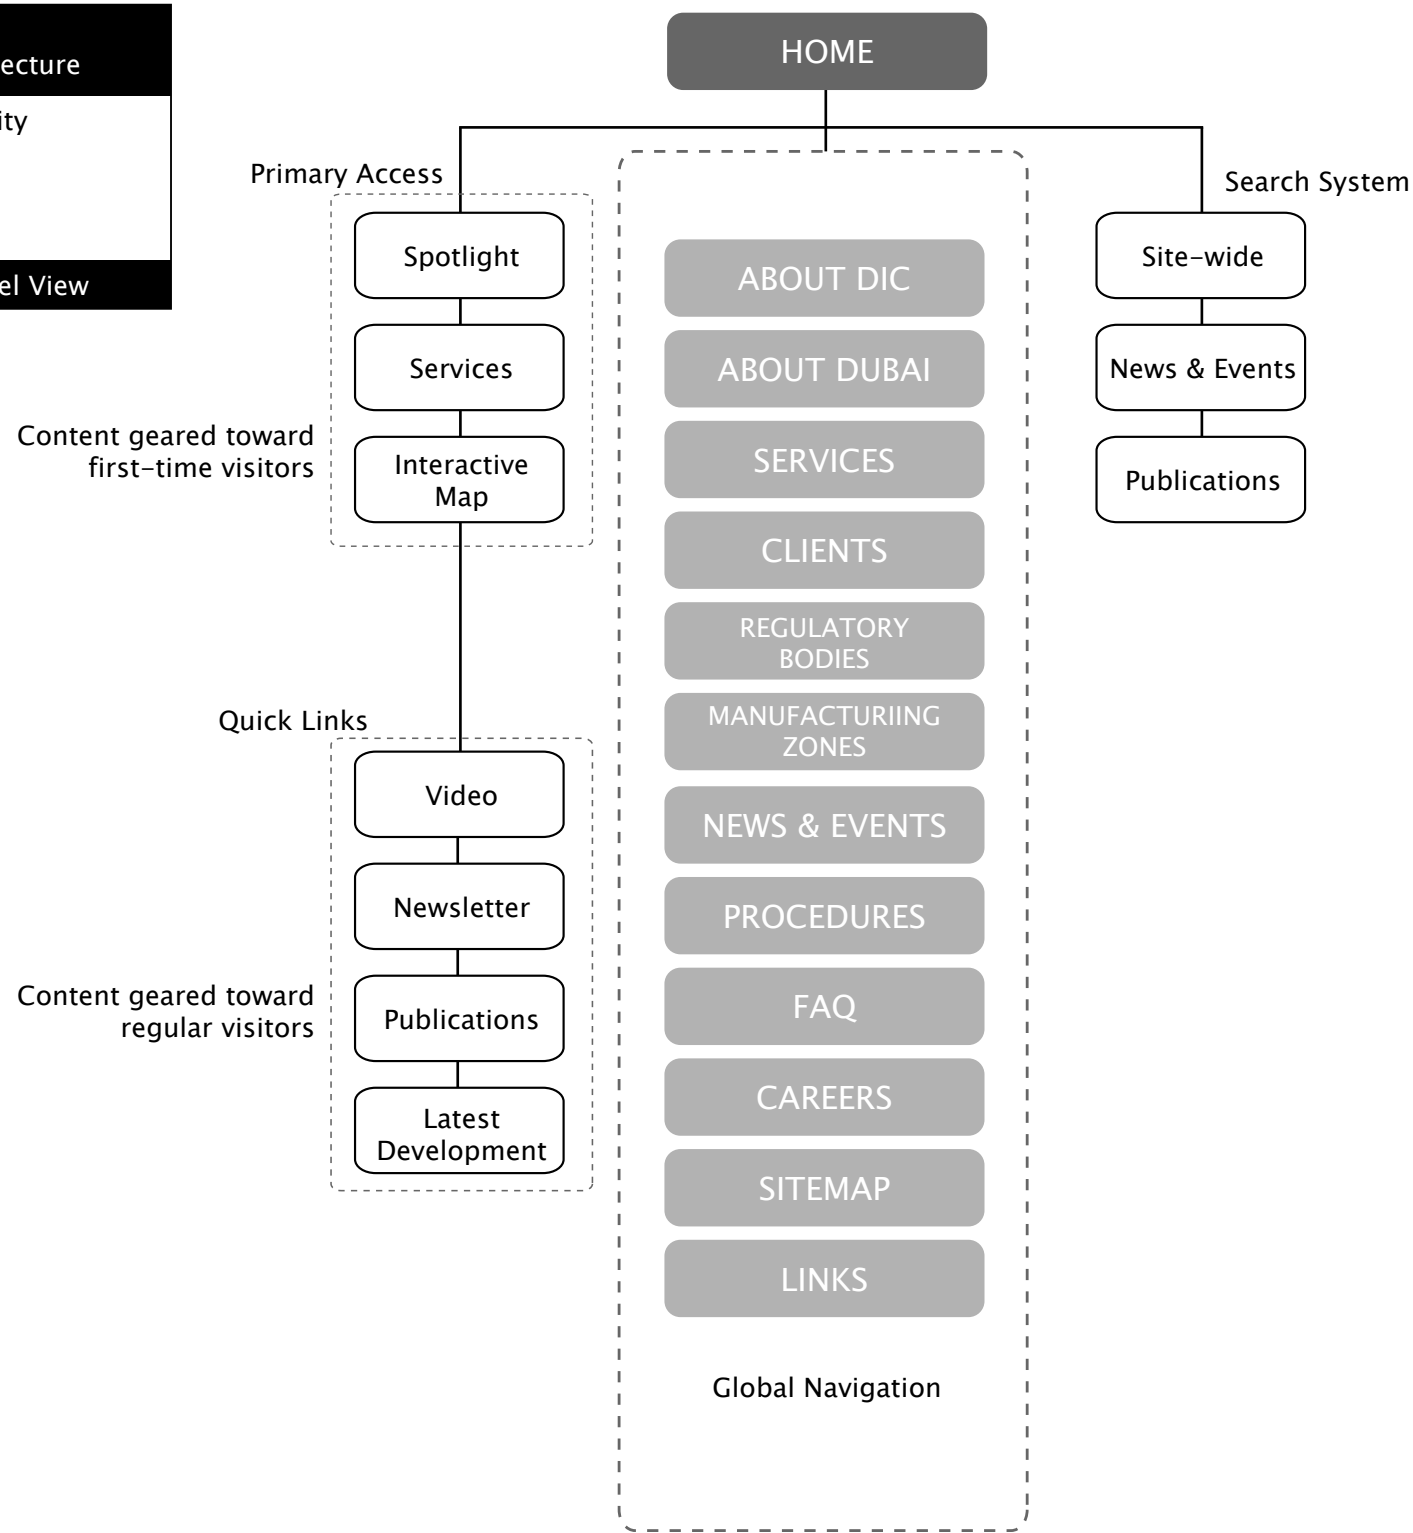 ecture
ity
el View
HOME
Primary Access
Spotlight
Services
Interactive
Map
Content geared toward
first-time visitors
Quick Links
Video
Newsletter
Publications
Latest
Development
Content geared toward
regular visitors
ABOUT DIC
ABOUT DUBAI
SERVICES
CLIENTS
REGULATORY
BODIES
MANUFACTURIING
ZONES
NEWS & EVENTS
PROCEDURES
FAQ
CAREERS
SITEMAP
LINKS
Global Navigation
Search System
Site-wide
News & Events
Publications